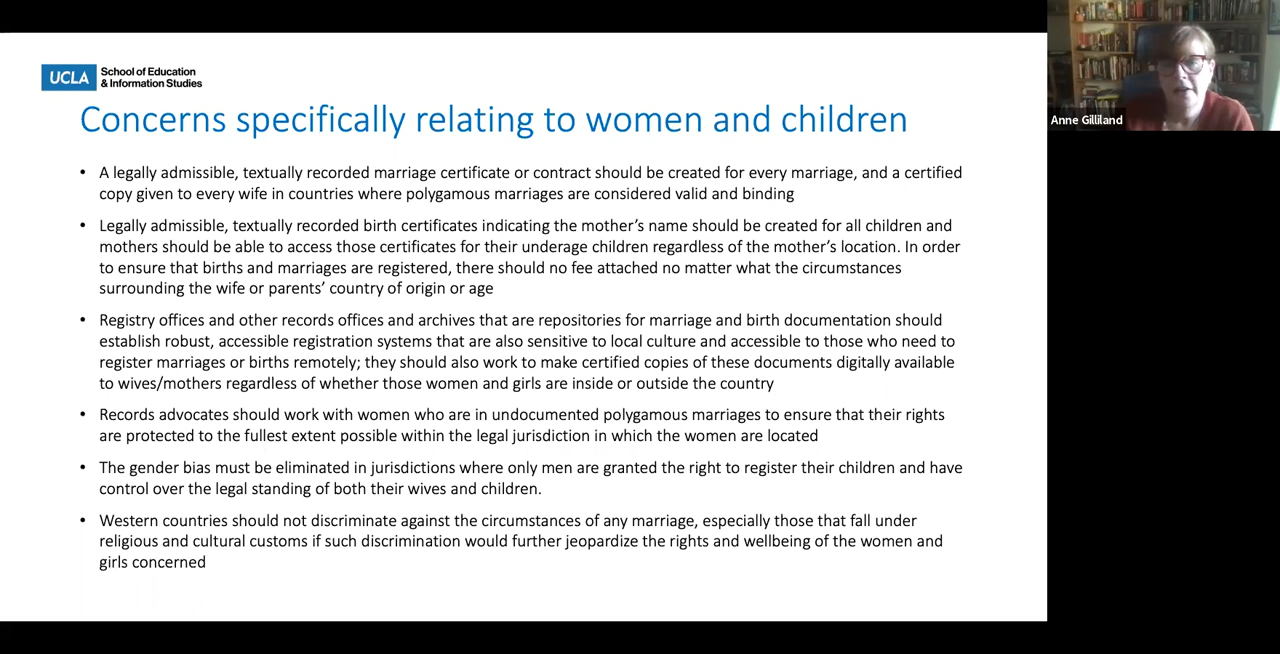 UCLA School of Education
& Information Studies
Concerns specifically relating to women and children
• A legally admissible, textually recorded marriage certificate or contract should be created for every marriage, and a certified
copy given to every wife in countries where polygamous marriages are considered valid and binding
• Legally admissible, textually recorded birth certificates indicating the mother's name should be created for all children and
mothers should be able to access those certificates for their underage children regardless of the mother's location. In order
to ensure that births and marriages are registered, there should no fee attached no matter what the circumstances
surrounding the wife or parents' country of origin or age
• Registry offices and other records offices and archives that are repositories for marriage and birth documentation should
establish robust, accessible registration systems that are also sensitive to local culture and accessible to those who need to
register marriages or births remotely; they should also work to make certified copies of these documents digitally available
to wives/mothers regardless of whether those women and girls are inside or outside the country
• Records advocates should work with women who are in undocumented polygamous marriages to ensure that their rights
are protected to the fullest extent possible within the legal jurisdiction in which the women are located
• The gender bias must be eliminated in jurisdictions where only men are granted the right to register their children and have
control over the legal standing of both their wives and children.
• Western countries should not discriminate against the circumstances of any marriage, especially those that fall under
religious and cultural customs if such discrimination would further jeopardize the rights and wellbeing of the women and
girls concerned
Anne Gilliland